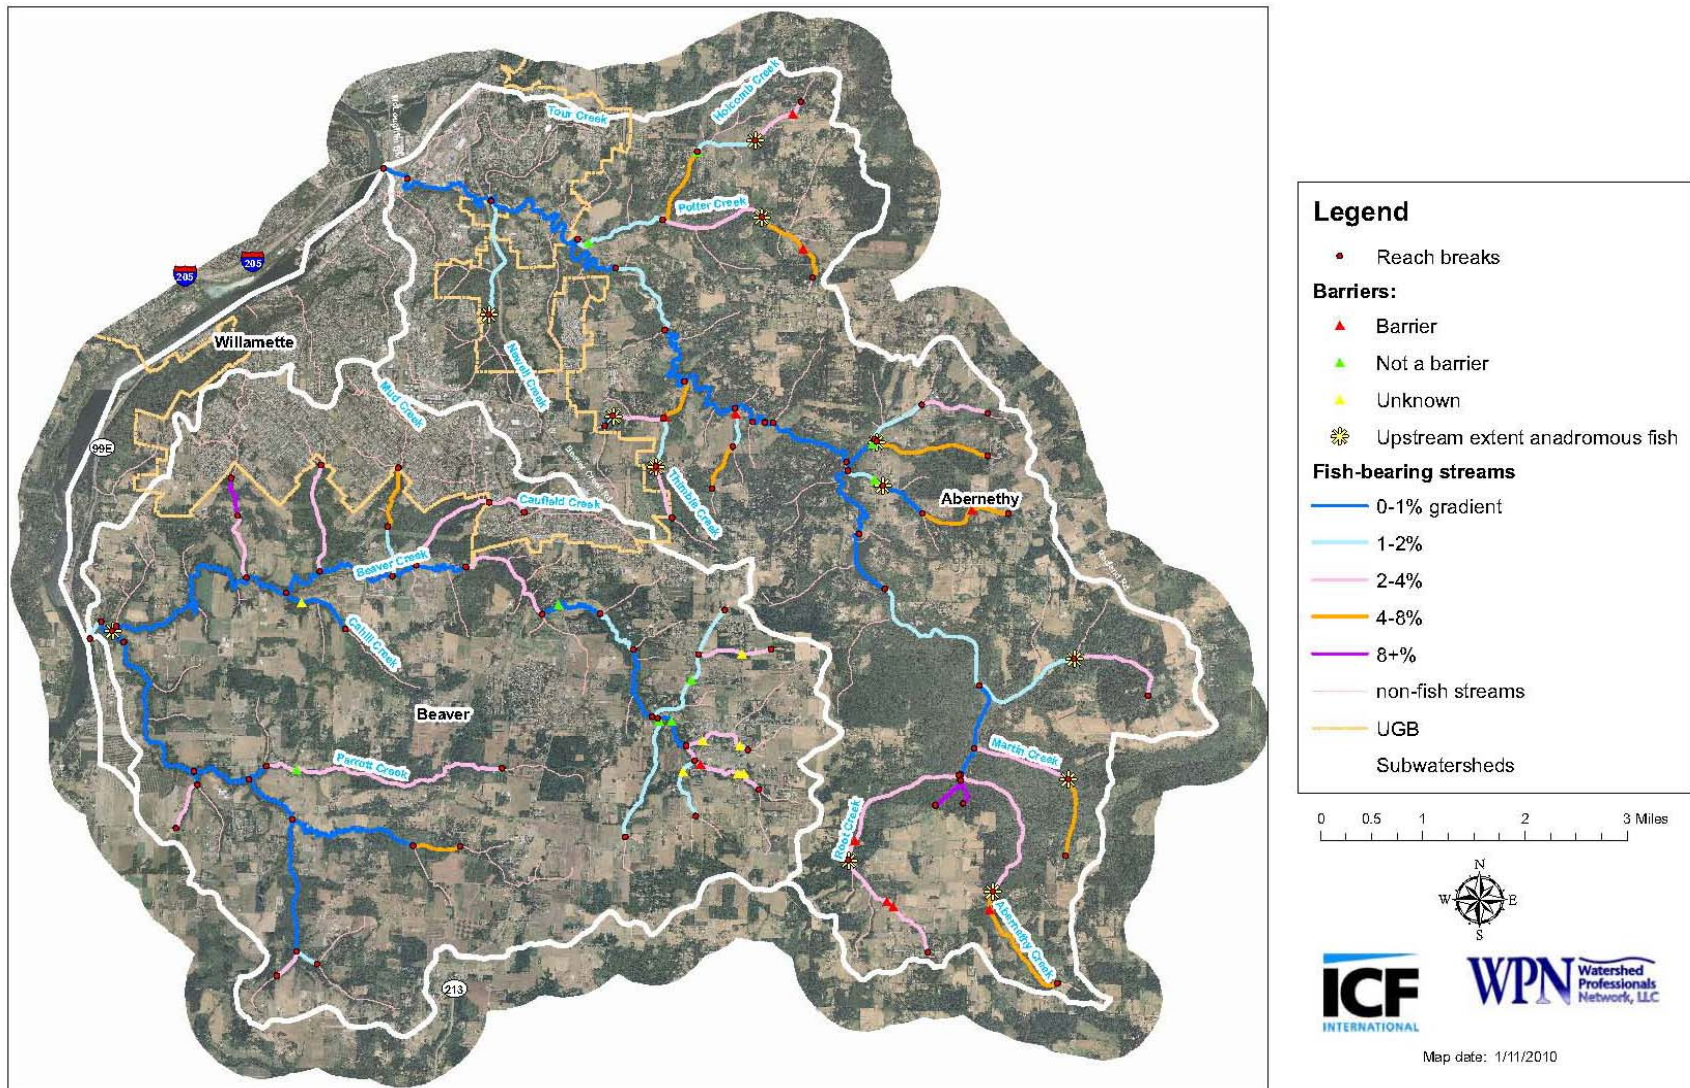 Tour Creek
Holcomb Creek
Potter Creek
205
205
Willamette
Newell Creek
Mud Creek
99E
Thimble Creek
Caufield Creek
Abernethy
Beaver Creek
Cahill Creek
Beaver
Parrott Creek
Martin Creek
Root Creek
Abernethy Creek
213
Legend
Reach breaks
Barriers:
Barrier
Not a barrier
Unknown
Upstream extent anadromous fish
Fish-bearing streams
0-1% gradient
1-2%
2-4%
4-8%
8+%
non-fish streams
UGB
Subwatersheds
0 0.5 1 2 3 Miles
N
W E
S
ICF
INTERNATIONAL
WPN Watershed
Professionals
Network, LLC
Map date: 1/11/2010